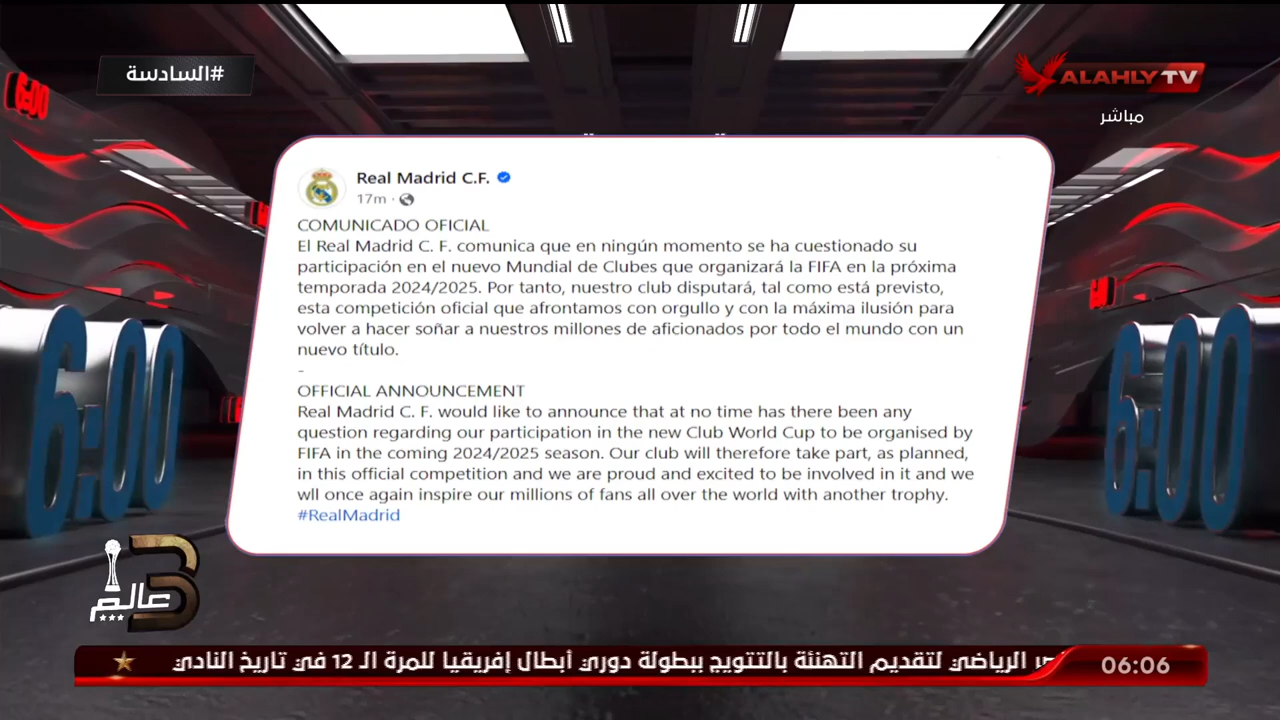 #السادسة
ALAHLY TV
مباشر
6:00
Real Madrid C.F.
17m ·
COMUNICADO OFICIAL
El Real Madrid C. F. comunica que en ningún momento se ha cuestionado su
participación en el nuevo Mundial de Clubes que organizará la FIFA en la próxima
temporada 2024/2025. Por tanto, nuestro club disputará, tal como está previsto,
esta competición oficial que afrontamos con orgullo y con la máxima ilusión para
volver a hacer soñar a nuestros millones de aficionados por todo el mundo con un
nuevo título.
-
OFFICIAL ANNOUNCEMENT
Real Madrid C. F. would like to announce that at no time has there been any
question regarding our participation in the new Club World Cup to be organised by
FIFA in the coming 2024/2025 season. Our club will therefore take part, as planned,
in this official competition and we are proud and excited to be involved in it and we
wll once again inspire our millions of fans all over the world with another trophy.
#RealMadrid
6:00
6:00
3
عالم
الرياضي لتقديم التهنئة بالتتويج ببطولة دوري أبطال إفريقيا للمرة الـ 12 في تاريخ النادي
06:06